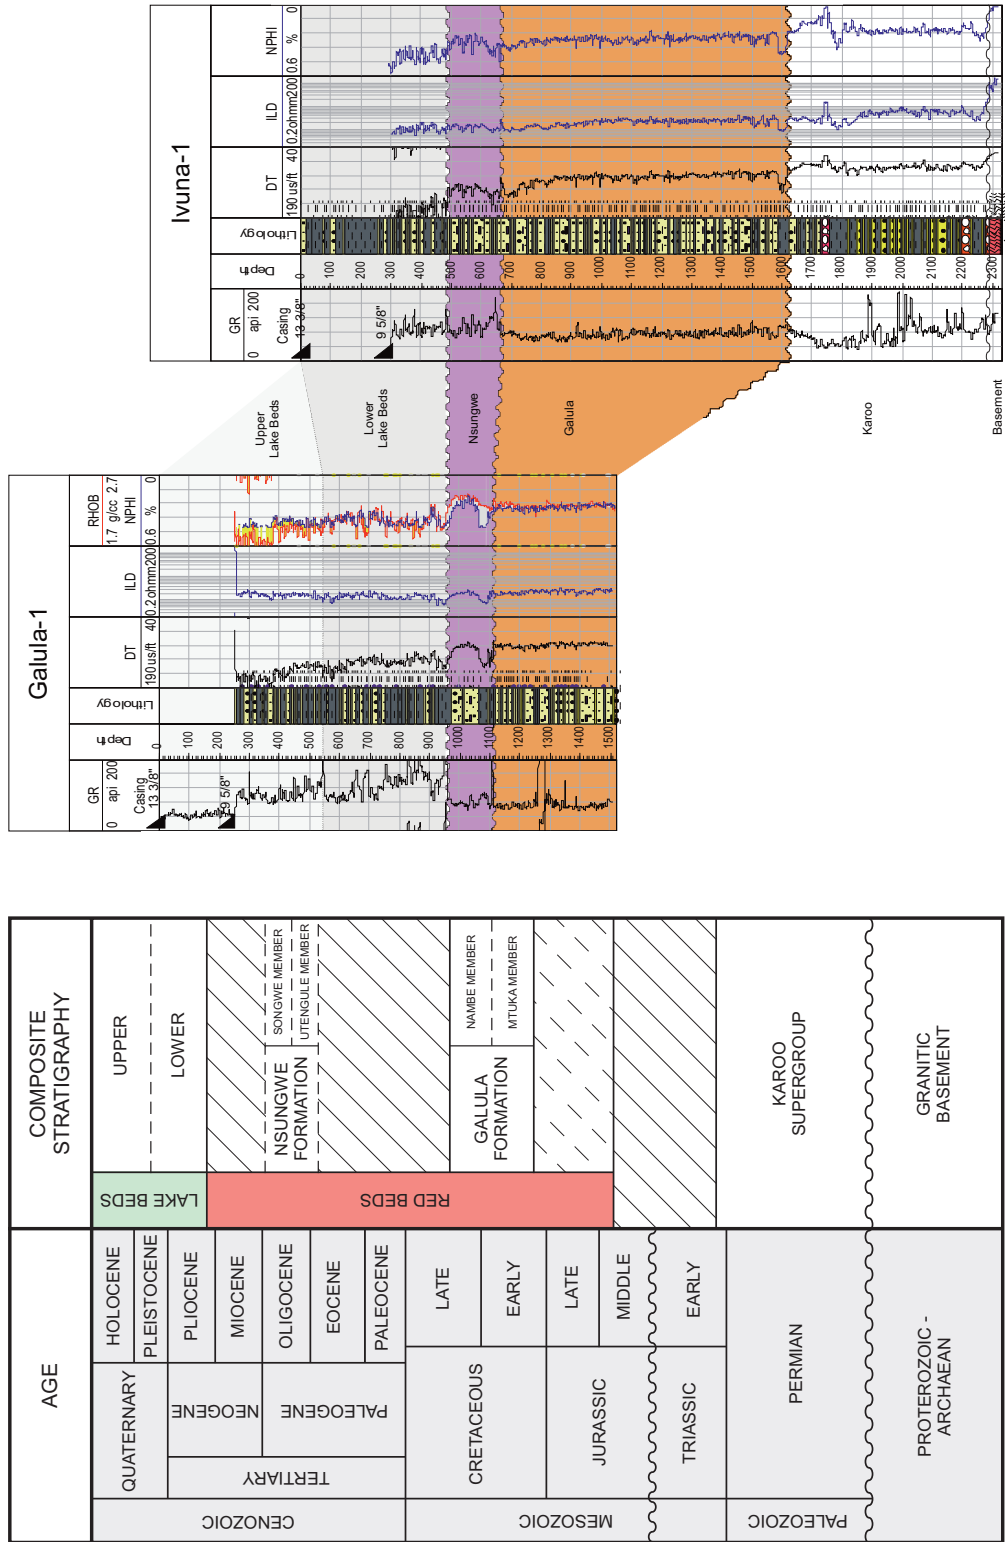 AGE
COMPOSITE
STRATIGRAPHY
CENOZOIC
MESOZOIC
PALEOZOIC
QUATERNARY
TERTIARY
NEOGENE
PALEOGENE
CRETACEOUS
JURASSIC
TRIASSIC
PERMIAN
PROTEROZOIC -
ARCHAEAN
HOLOCENE
PLEISTOCENE
PLIOCENE
MIOCENE
OLIGOCENE
EOCENE
PALEOCENE
LATE
EARLY
LATE
MIDDLE
EARLY
LAKE BEDS
RED BEDS
UPPER
LOWER
NSUNGWE
FORMATION
SONGWE MEMBER
UTENGULE MEMBER
GALULA
FORMATION
NAMBE MEMBER
MTUKA MEMBER
KAROO
SUPERGROUP
GRANITIC
BASEMENT
Galula-1
GR
0 api 200
Casing
13 3/8"
9 5/8"
Depth
0
100
200
300
400
500
600
700
800
900
1000
1100
1200
1300
1400
1500
Lithology
DT
190 us/ft 40
ILD
0.2 ohmm 200
RHOB
1.7 g/cc 2.7
NPHI
0.6 % 0
Upper
Lake Beds
Lower
Lake Beds
Nsungwe
Galula
Karoo
Basement
Ivuna-1
GR
0 api 200
Casing
13 3/8"
9 5/8"
Depth
0
100
200
300
400
500
600
700
800
900
1000
1100
1200
1300
1400
1500
1600
1700
1800
1900
2000
2100
2200
2300
Lithology
DT
190 us/ft 40
ILD
0.2 ohmm 200
NPHI
0.6 % 0